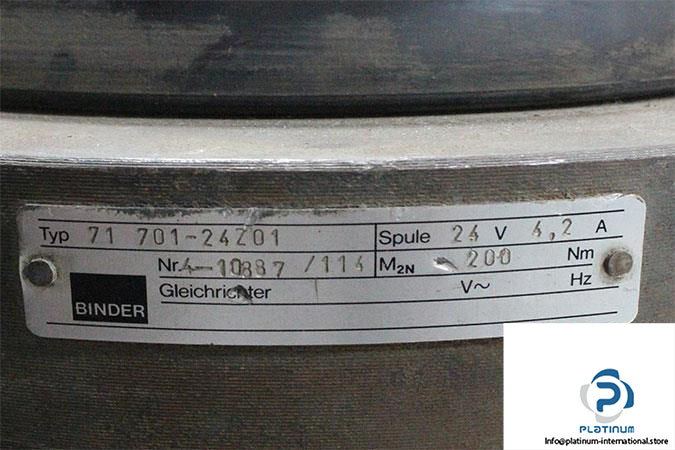 Typ 71 701-24Z01 Spule 24 V 4,2 A
Nr. 4-10887 /114 M2N 200 Nm
Gleichrichter V~ Hz
BINDER
PLATINUM
Info@platinum-international.store